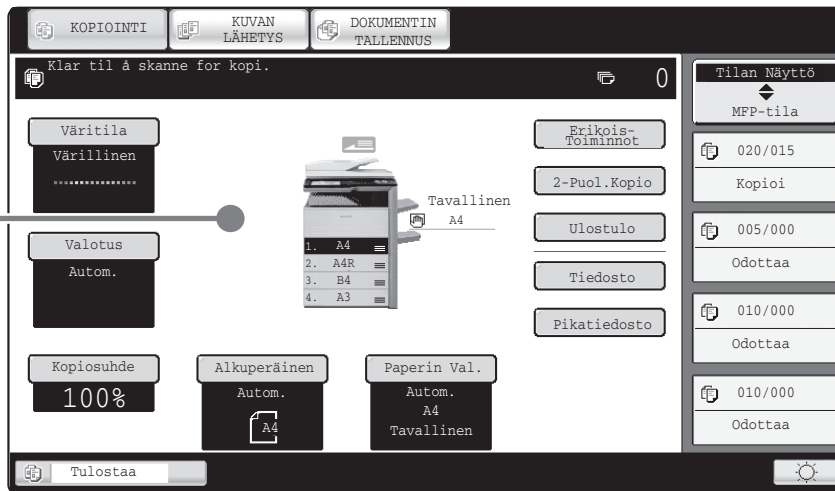 KOPIOINTI
KUVAN
LÄHETYS
DOKUMENTIN
TALLENNUS
Klar til å skanne for kopi.
0
Tilan Näyttö
MFP-tila
Väritila
Värillinen
Erikois-
Toiminnot
020/015
Kopioi
2-Puol.Kopio
Tavallinen
A4
Ulostulo
005/000
Odottaa
Valotus
Autom.
1. A4
2. A4R
3. B4
4. A3
Tiedosto
Pikatiedosto
010/000
Odottaa
Kopiosuhde
100%
Alkuperäinen
Autom.
A4
Paperin Val.
Autom.
A4
Tavallinen
010/000
Odottaa
Tulostaa